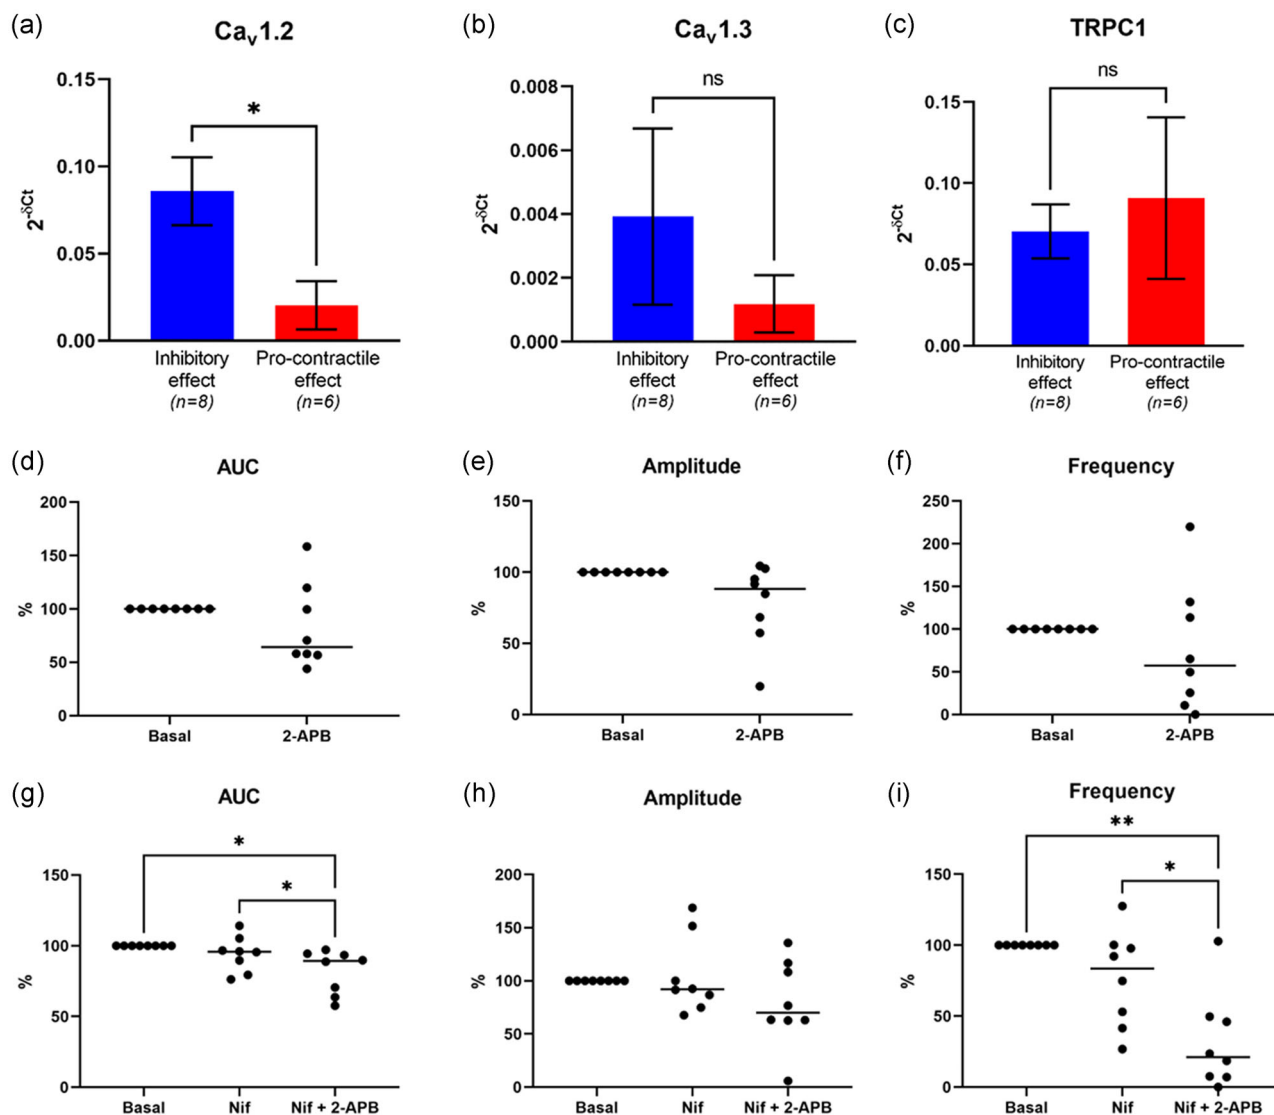 (a)
Cav1.2
2-δCt
0.15
0.10
0.05
0.00
*
Inhibitory
effect
(n=8)
Pro-contractile
effect
(n=6)
(b)
Cav1.3
2-δCt
0.008
0.006
0.004
0.002
0.000
ns
Inhibitory
effect
(n=8)
Pro-contractile
effect
(n=6)
(c)
TRPC1
2-δCt
0.15
0.10
0.05
0.00
ns
Inhibitory
effect
(n=8)
Pro-contractile
effect
(n=6)
(d)
AUC
%
200
150
100
50
0
Basal
2-APB
(e)
Amplitude
%
150
100
50
0
Basal
2-APB
(f)
Frequency
%
250
200
150
100
50
0
Basal
2-APB
(g)
AUC
%
150
100
50
0
*
*
Basal
Nif
Nif + 2-APB
(h)
Amplitude
%
200
150
100
50
0
Basal
Nif
Nif + 2-APB
(i)
Frequency
%
150
100
50
0
**
*
Basal
Nif
Nif + 2-APB